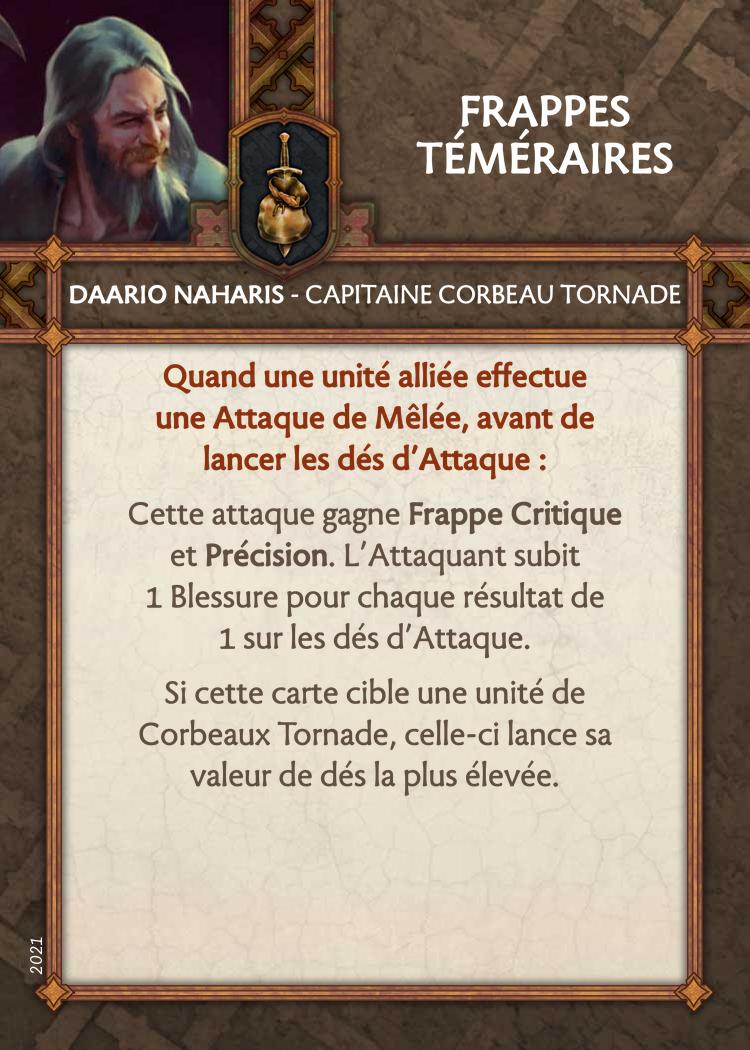 FRAPPES
TÉMÉRAIRES
DAARIO NAHARIS - CAPITAINE CORBEAU TORNADE
Quand une unité alliée effectue
une Attaque de Mêlée, avant de
lancer les dés d'Attaque :
Cette attaque gagne Frappe Critique
et Précision. L'Attaquant subit
1 Blessure pour chaque résultat de
1 sur les dés d'Attaque.
Si cette carte cible une unité de
Corbeaux Tornade, celle-ci lance sa
valeur de dés la plus élevée.
2021